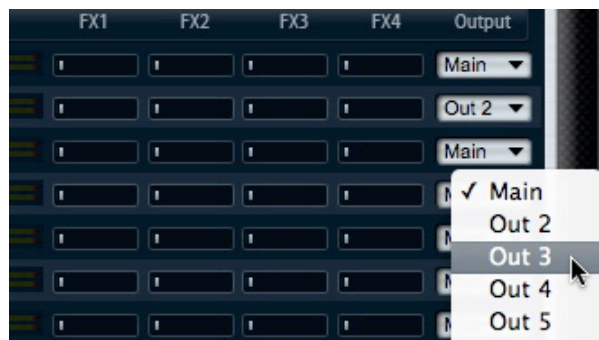 FX1 FX2 FX3 FX4 Output
Main
Out 2
Main
✓ Main
Out 2
Out 3
Out 4
Out 5